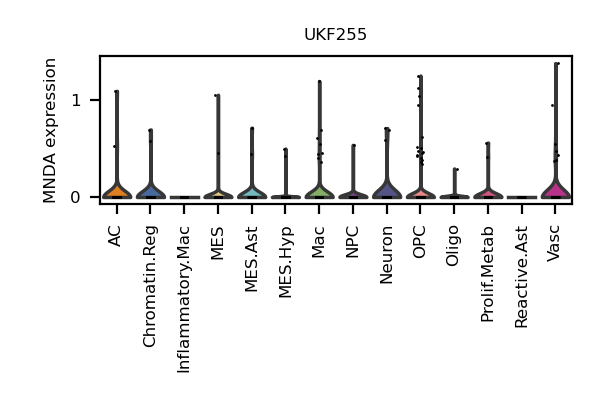 UKF255
MNDA expression
1
0
AC
Chromatin.Reg
Inflammatory.Mac
MES
MES.Ast
MES.Hyp
Mac
NPC
Neuron
OPC
Oligo
Prolif.Metab
Reactive.Ast
Vasc